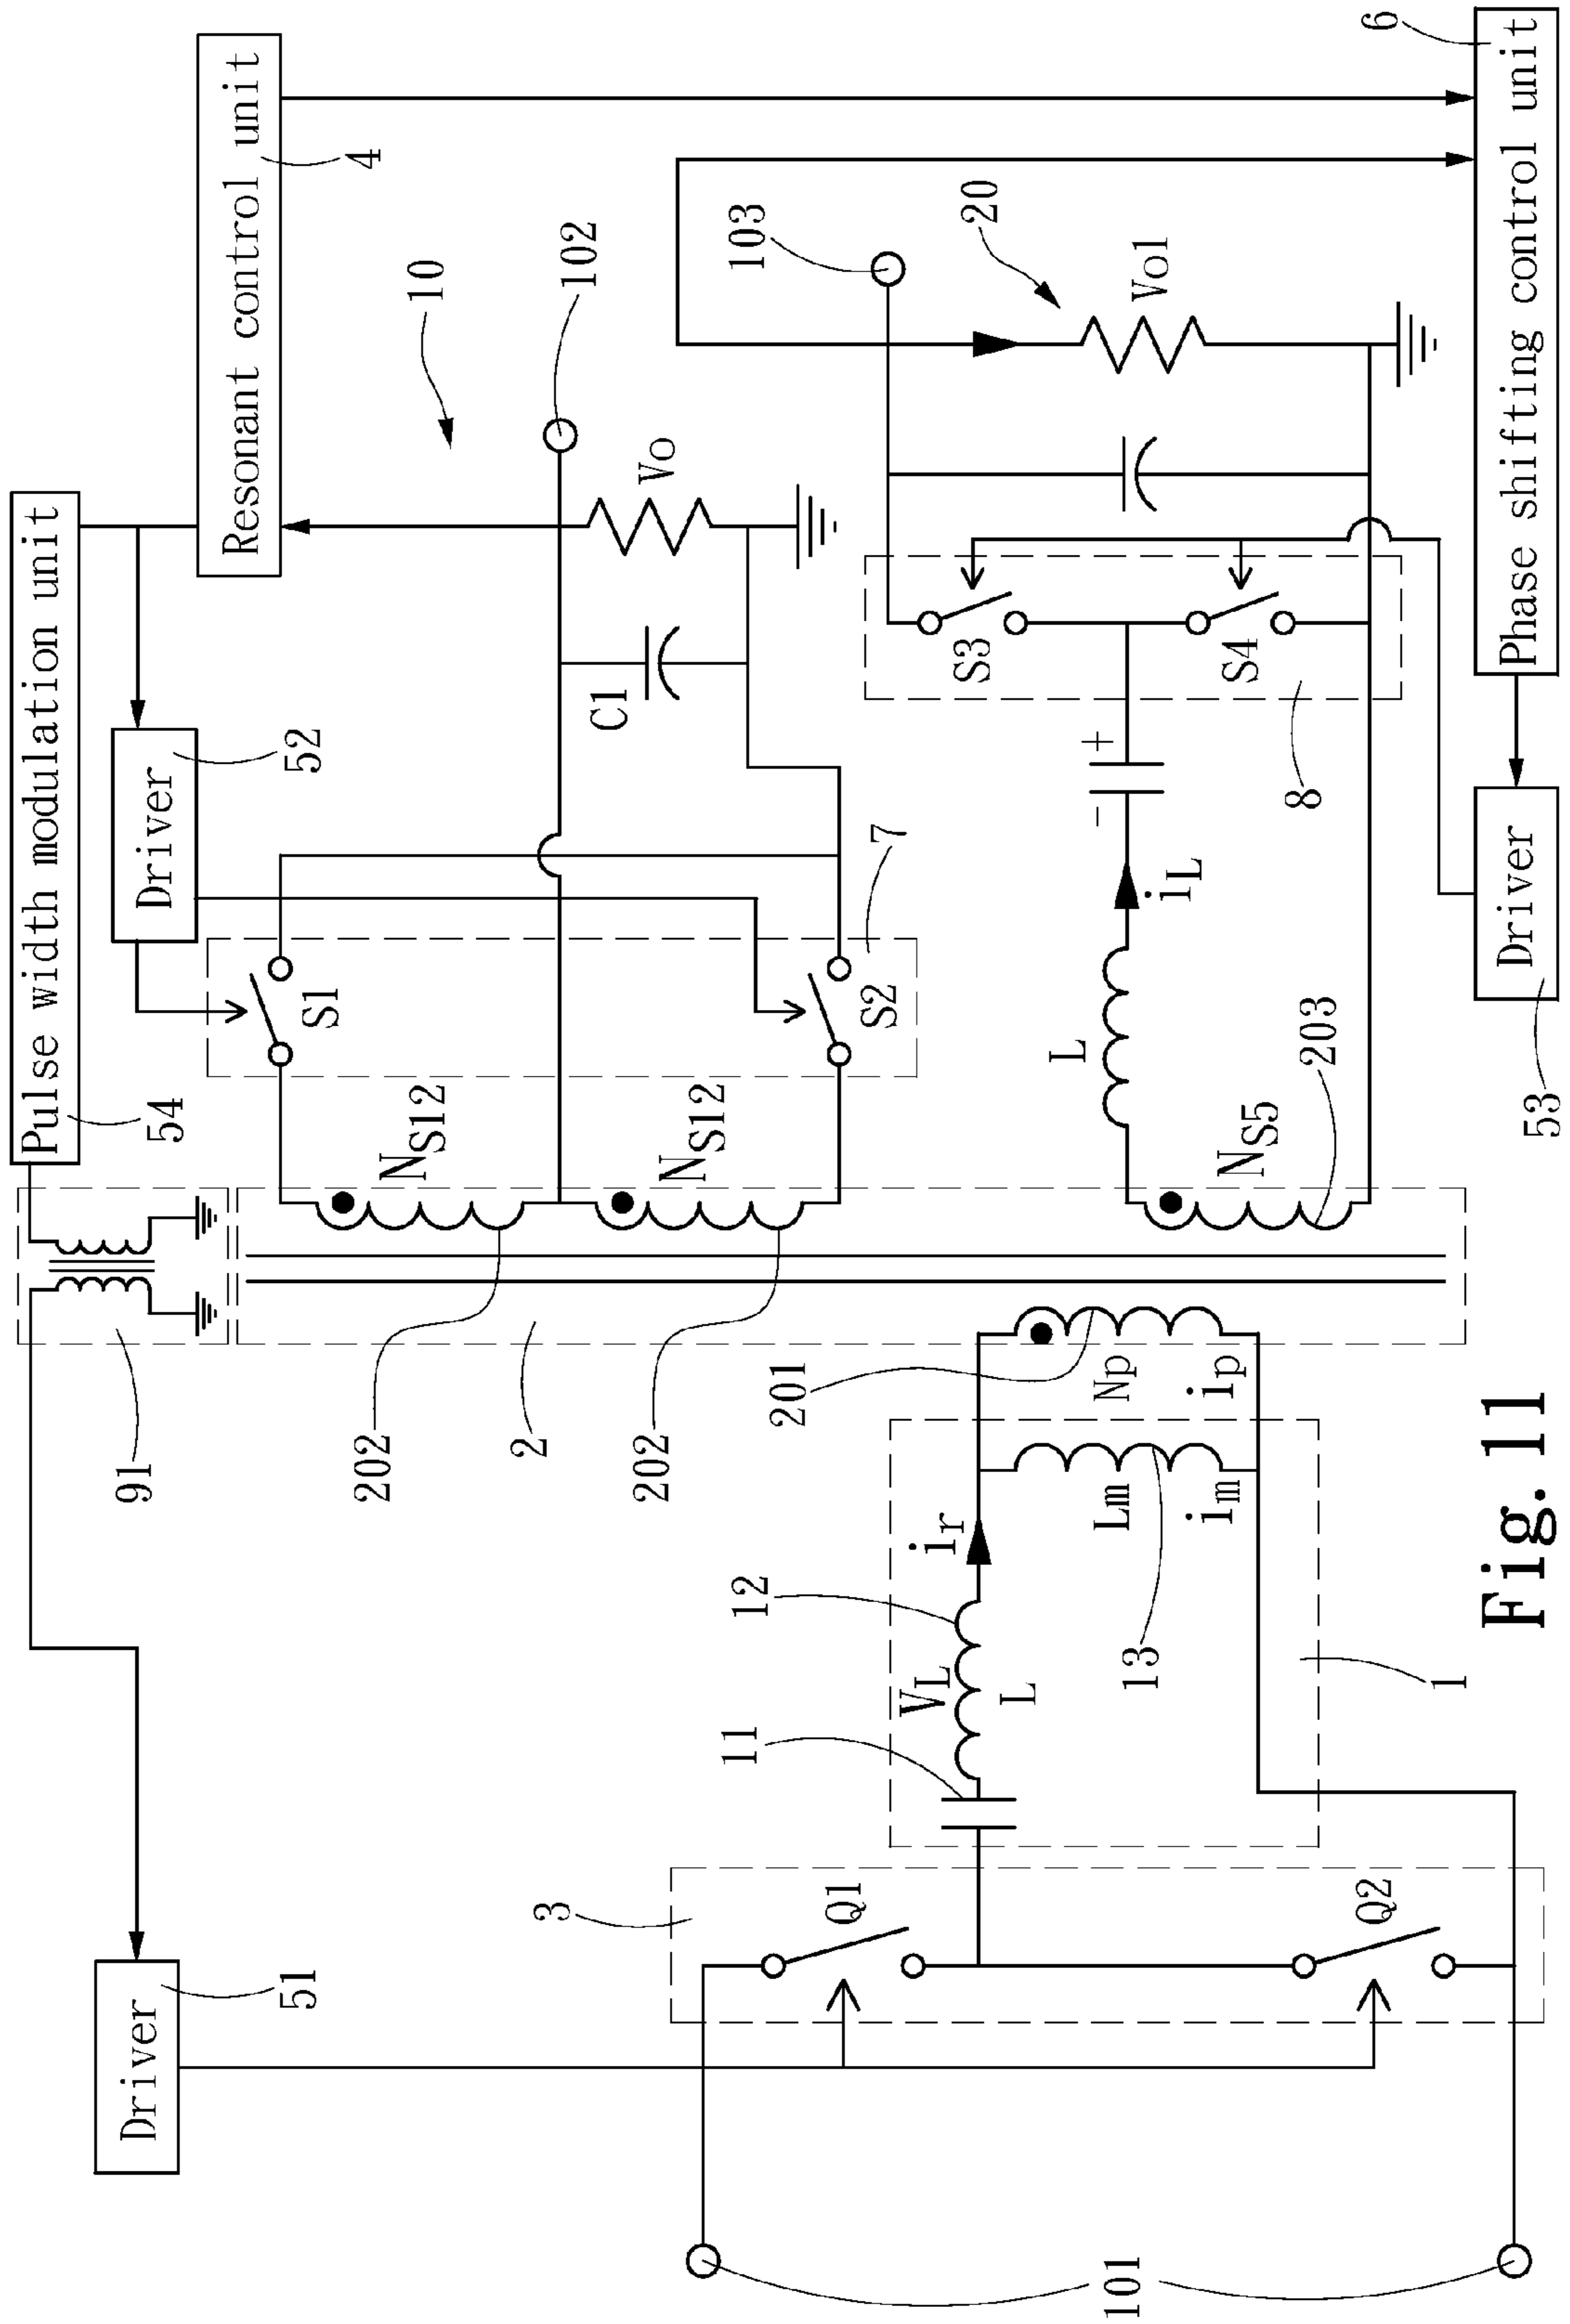 Pulse width modulation unit
54
91
Driver
51
Driver
52
Resonant control unit
4
10
102
S1
NS12
202
2
NS12
202
S2
7
C1
Vo
103
20
Vo1
S3
S4
8
+
-
iL
L
NS5
203
201
Np
ip
Lm
im
13
ir
12
VL
L
11
1
3
Q1
Q2
101
Driver
53
Phase shifting control unit
6
Fig. 11